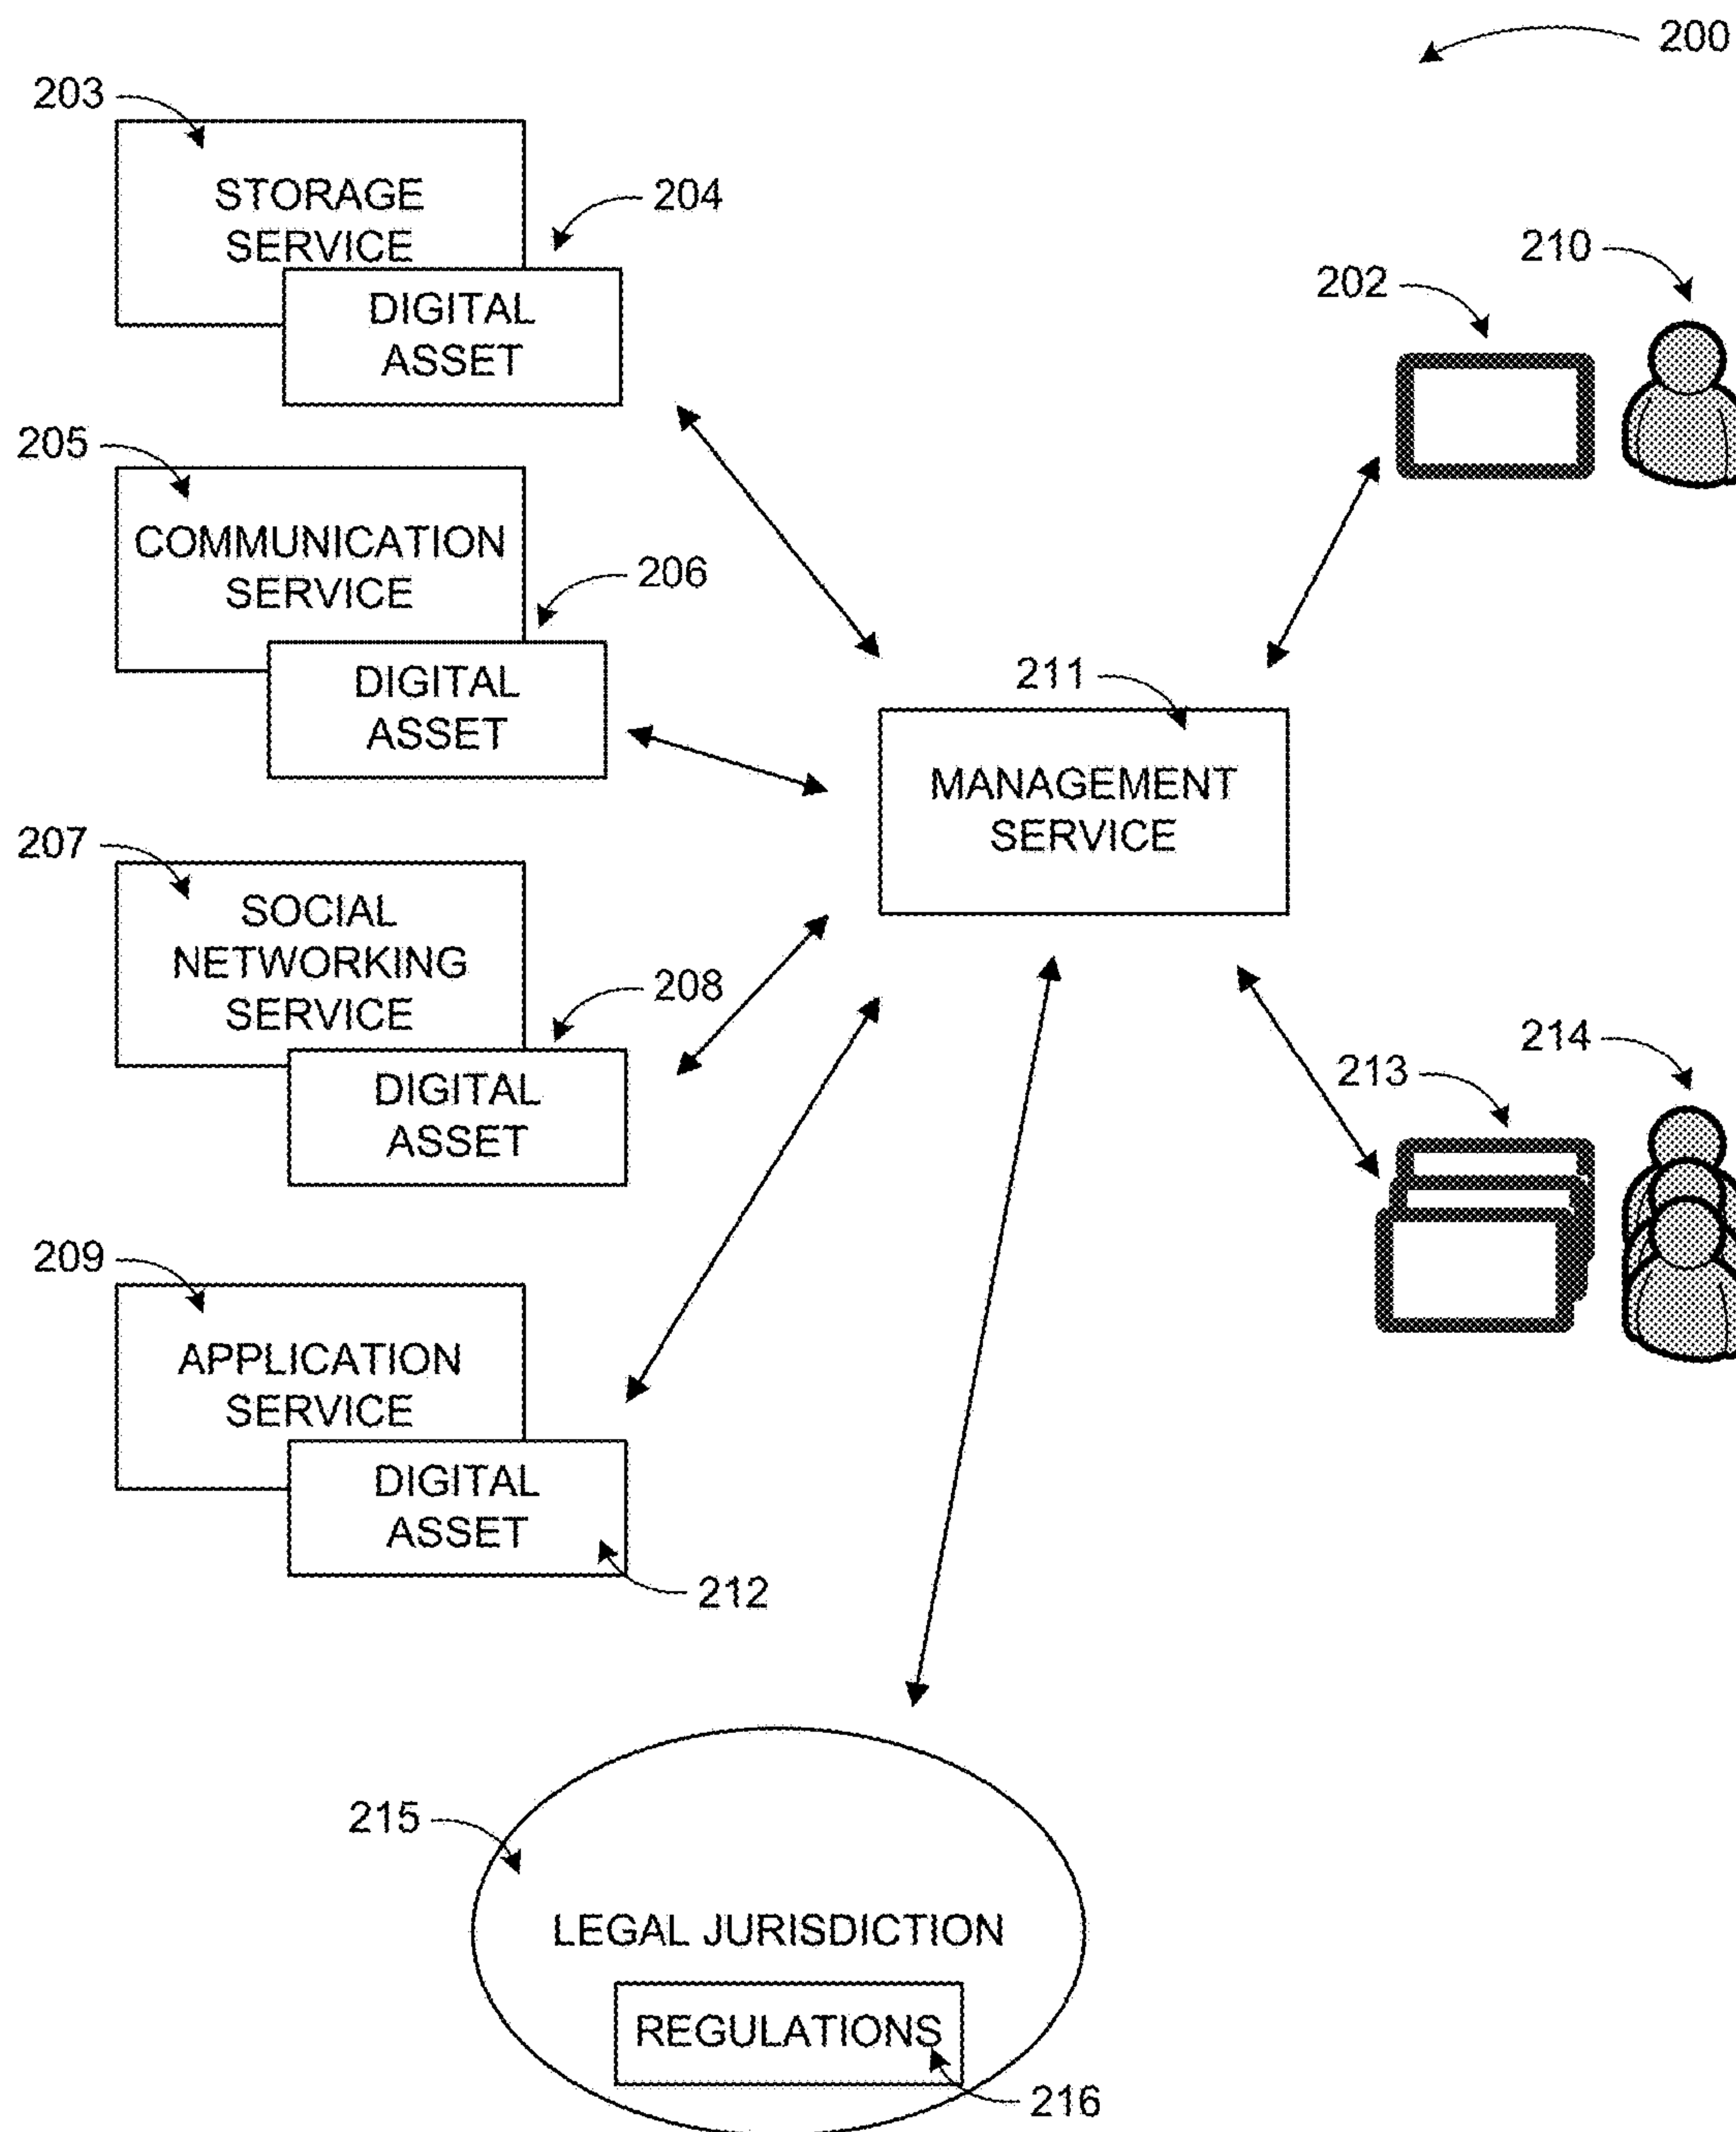 200
203
STORAGE
SERVICE
204
DIGITAL
ASSET
210
202
205
COMMUNICATION
SERVICE
206
DIGITAL
ASSET
211
MANAGEMENT
SERVICE
207
SOCIAL
NETWORKING
SERVICE
208
DIGITAL
ASSET
214
213
209
APPLICATION
SERVICE
DIGITAL
ASSET
212
215
LEGAL JURISDICTION
REGULATIONS
216